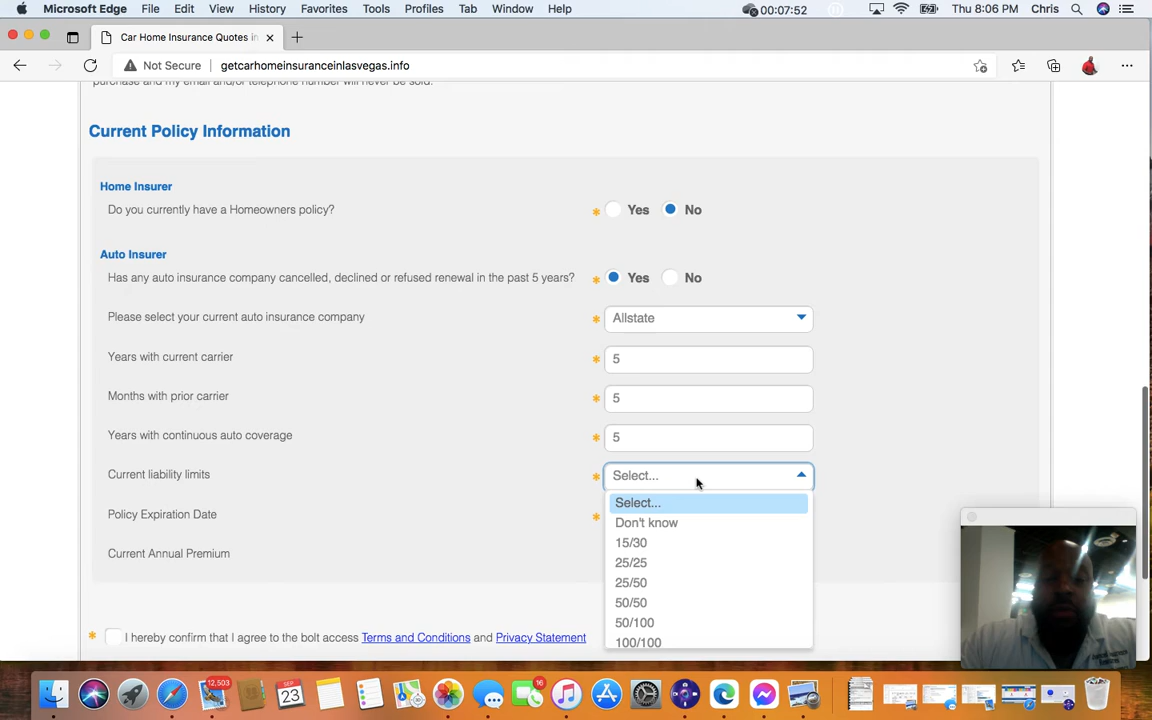 Microsoft Edge File Edit View History Favorites Tools Profiles Tab Window Help 00:07:52 Thu 8:06 PM Chris
Car Home Insurance Quotes in
Not Secure getcarhomeinsuranceinlasvegas.info
purchase and my email and/or telephone number will never be sold.
Current Policy Information
Home Insurer
Do you currently have a Homeowners policy? * Yes No
Auto Insurer
Has any auto insurance company cancelled, declined or refused renewal in the past 5 years? * Yes No
Please select your current auto insurance company * Allstate
Years with current carrier * 5
Months with prior carrier * 5
Years with continuous auto coverage * 5
Current liability limits * Select...
Select...
Policy Expiration Date * Don't know
15/30
Current Annual Premium 25/25
25/50
50/50
50/100
* I hereby confirm that I agree to the bolt access Terms and Conditions and Privacy Statement 100/100
12,503
SEP
23
16